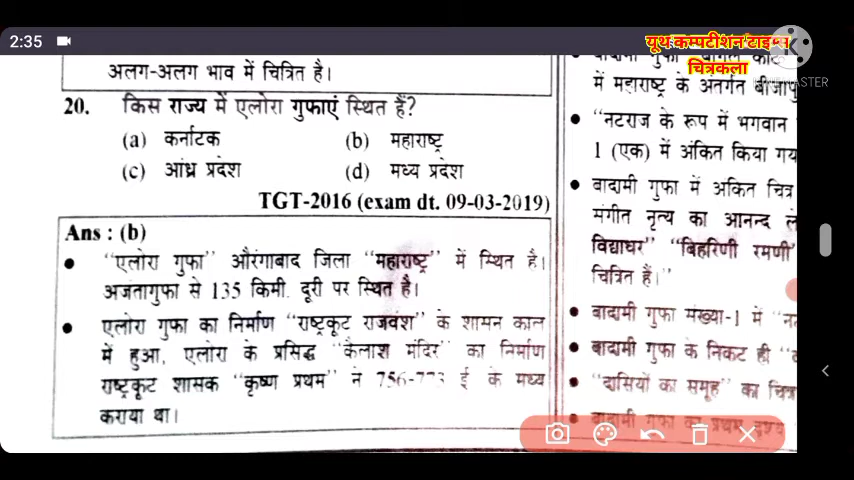 2:35
यूथ कम्पटीशन टाइम्स
चित्रकला
अलग-अलग भाव में चित्रित है।
20. किस राज्य में एलोरा गुफाएं स्थित हैं?
(a) कर्नाटक (b) महाराष्ट्र
(c) आंध्र प्रदेश (d) मध्य प्रदेश
TGT-2016 (exam dt. 09-03-2019)
Ans : (b)
● "एलोरा गुफा" औरंगाबाद जिला "महाराष्ट्र" में स्थित है।
अजंतागुफा से 135 किमी. दूरी पर स्थित है।
● एलोरा गुफा का निर्माण "राष्ट्रकूट राजवंश" के शासन काल
में हुआ, एलोरा के प्रसिद्ध "कैलाश मंदिर" का निर्माण
राष्ट्रकूट शासक "कृष्ण प्रथम" ने 756-773 ई के मध्य
कराया था।
बादामी गुफा
में महाराष्ट्र के अंतर्गत बीजापु
● "नटराज के रूप में भगवान
1 (एक) में अंकित किया गय
● बादामी गुफा में अंकित चित्र
संगीत नृत्य का आनन्द ले
विद्याधर" "बिहरिणी रमणी
चित्रित हैं।"
● बादामी गुफा संख्या-1 में "न
● बादामी गुफा के निकट ही
● "दासियों का समूह" का चित्र
● बादामी गुफा का प्रथम दृश्य